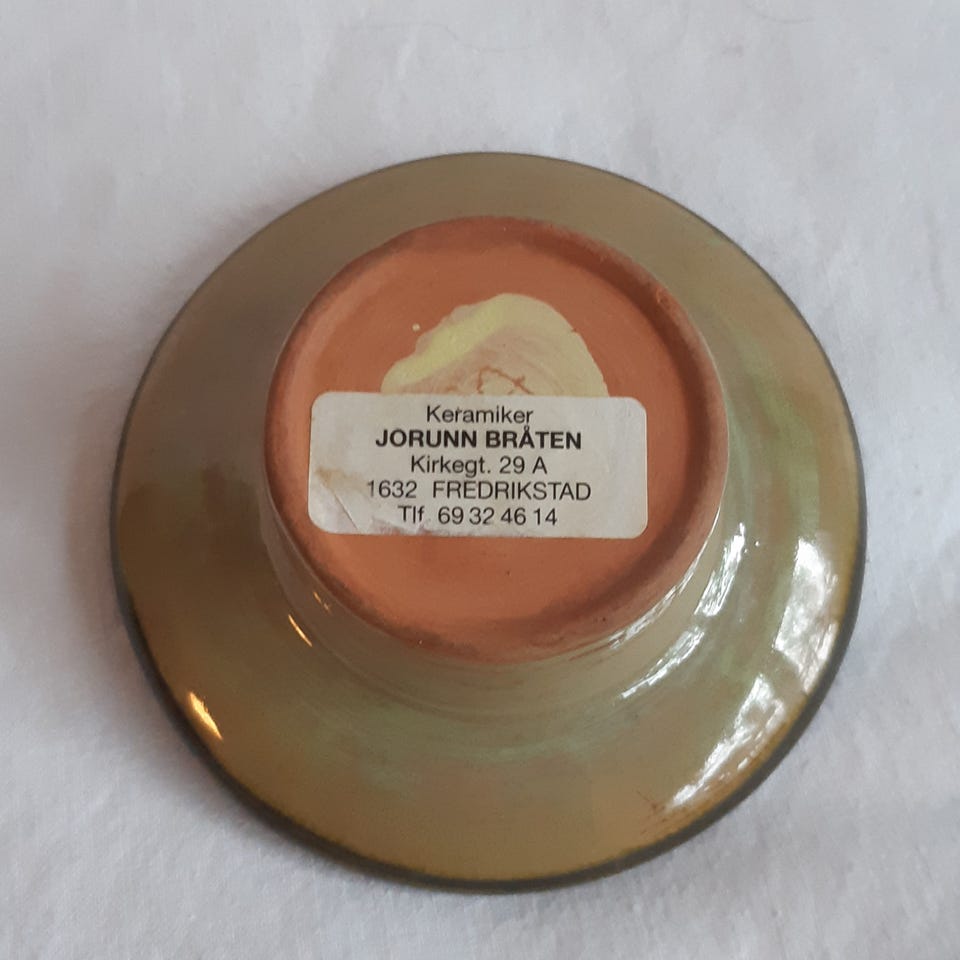 Keramiker
JORUNN BRÅTEN
Kirkegt. 29 A
1632 FREDRIKSTAD
Tlf. 69 32 46 14